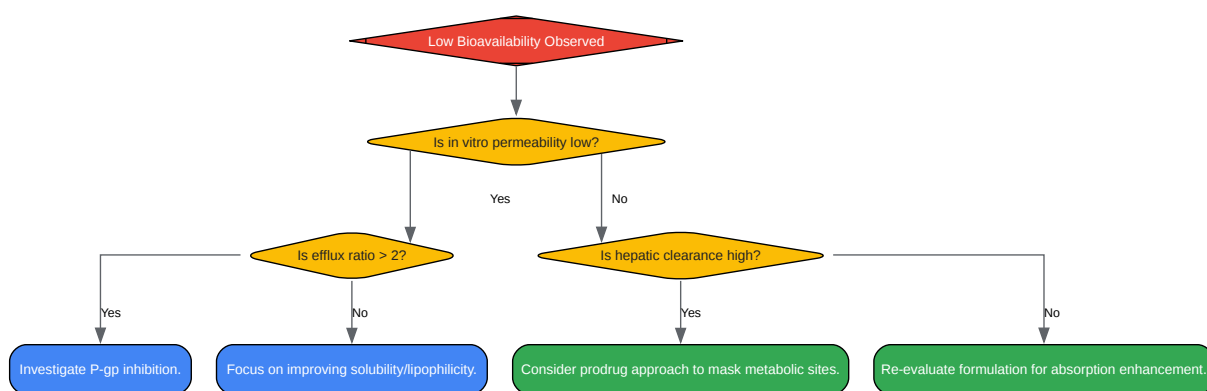 Low Bioavailability Observed
Is in vitro permeability low?
Yes
No
Is efflux ratio > 2?
Is hepatic clearance high?
Yes
No
Yes
No
Investigate P-gp inhibition.
Focus on improving solubility/lipophilicity.
Consider prodrug approach to mask metabolic sites.
Re-evaluate formulation for absorption enhancement.